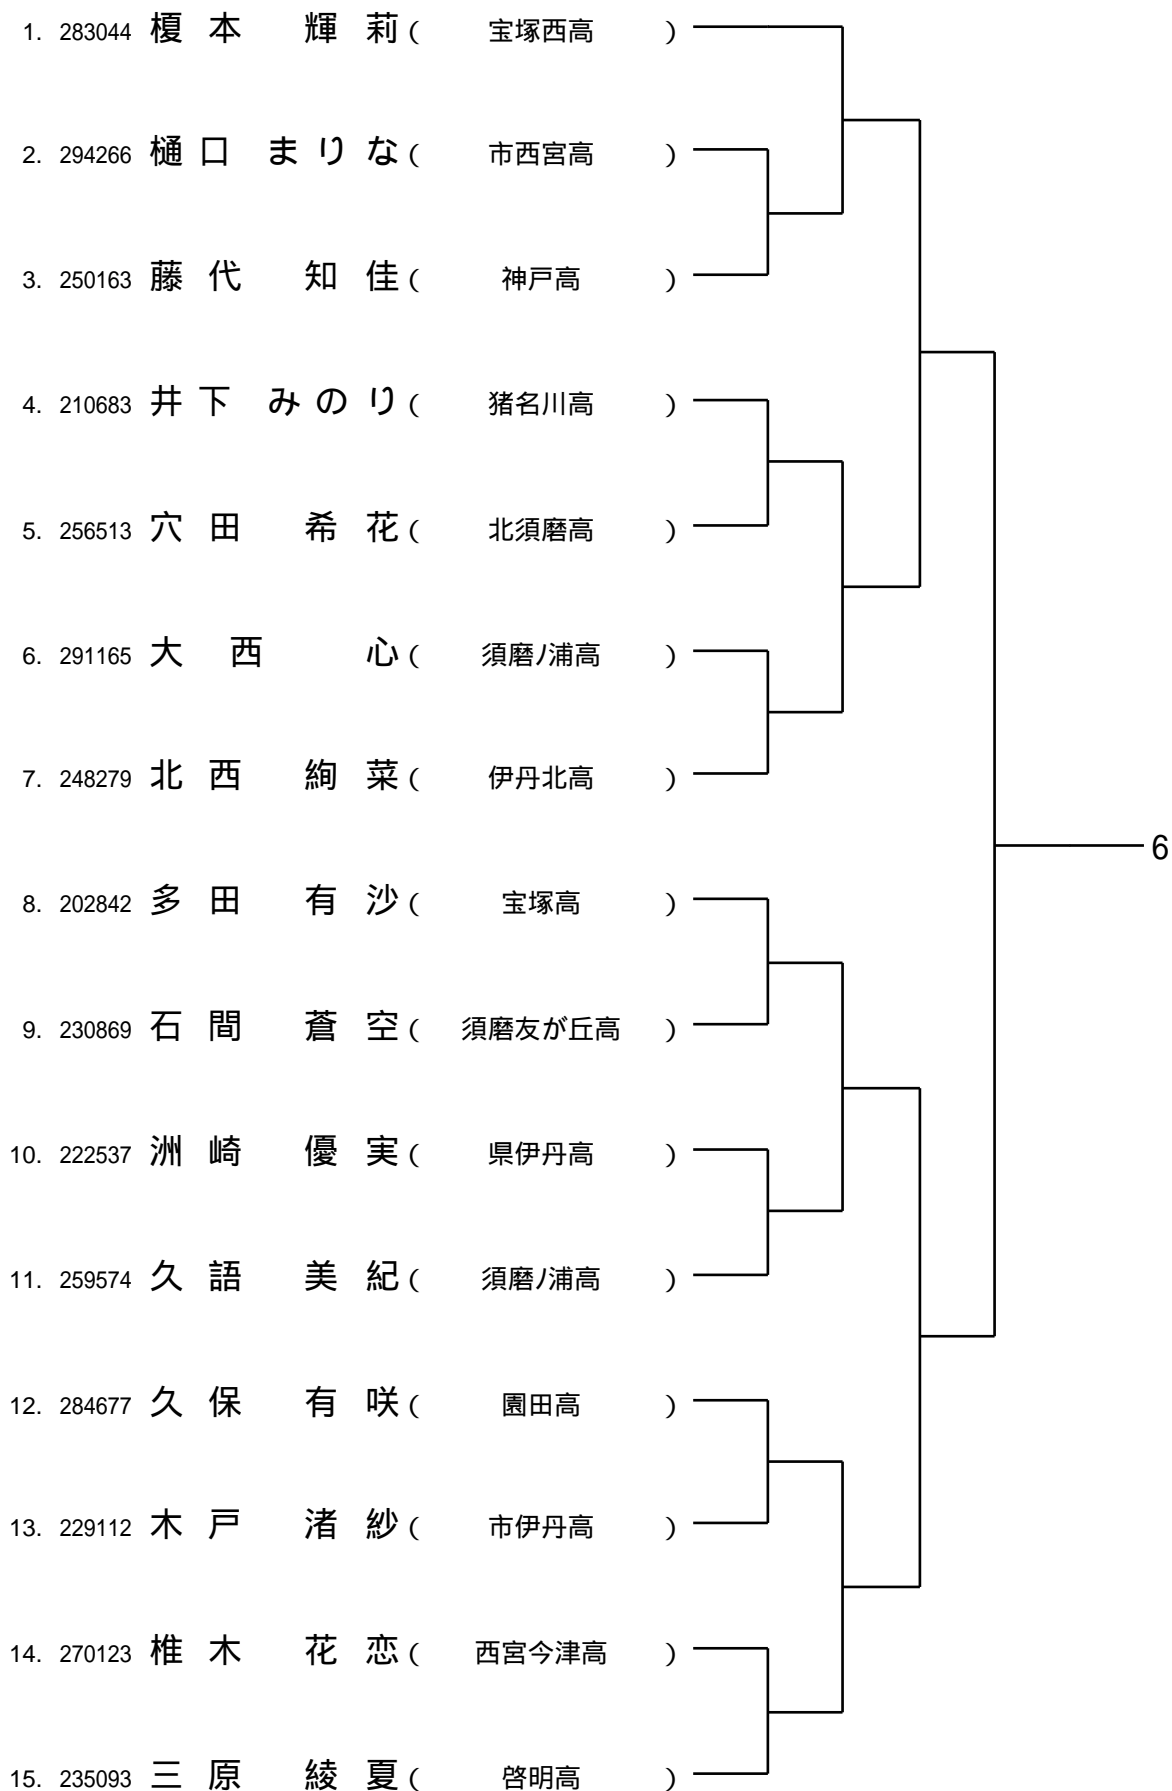 1. 283044 榎本 輝莉 ( 宝塚西高 )
2. 294266 樋口 まりな ( 市西宮高 )
3. 250163 藤代 知佳 ( 神戸高 )
4. 210683 井下 みのり ( 猪名川高 )
5. 256513 穴田 希花 ( 北須磨高 )
6. 291165 大西 心 ( 須磨ノ浦高 )
7. 248279 北西 絢菜 ( 伊丹北高 )
6
8. 202842 多田 有沙 ( 宝塚高 )
9. 230869 石間 蒼空 ( 須磨友が丘高 )
10. 222537 洲崎 優実 ( 県伊丹高 )
11. 259574 久語 美紀 ( 須磨ノ浦高 )
12. 284677 久保 有咲 ( 園田高 )
13. 229112 木戸 渚紗 ( 市伊丹高 )
14. 270123 椎木 花恋 ( 西宮今津高 )
15. 235093 三原 綾夏 ( 啓明高 )